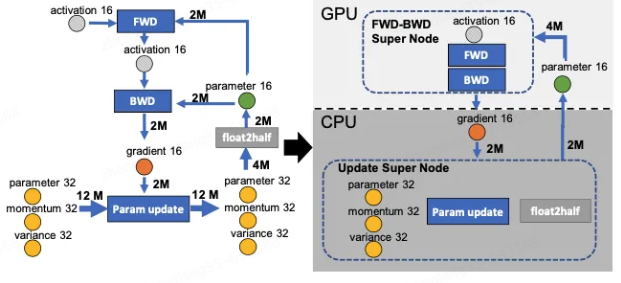 activation 16
FWD
2M
activation 16
parameter 16
BWD
2M
2M
2M
float2half
gradient 16
4M
2M
parameter 32
12 M
momentum 32
Param update
12 M
variance 32
parameter 32
momentum 32
variance 32
GPU
FWD-BWD
Super Node
activation 16
4M
FWD
parameter 16
BWD
CPU
gradient 16
2M
2M
Update Super Node
parameter 32
momentum 32
Param update
float2half
variance 32